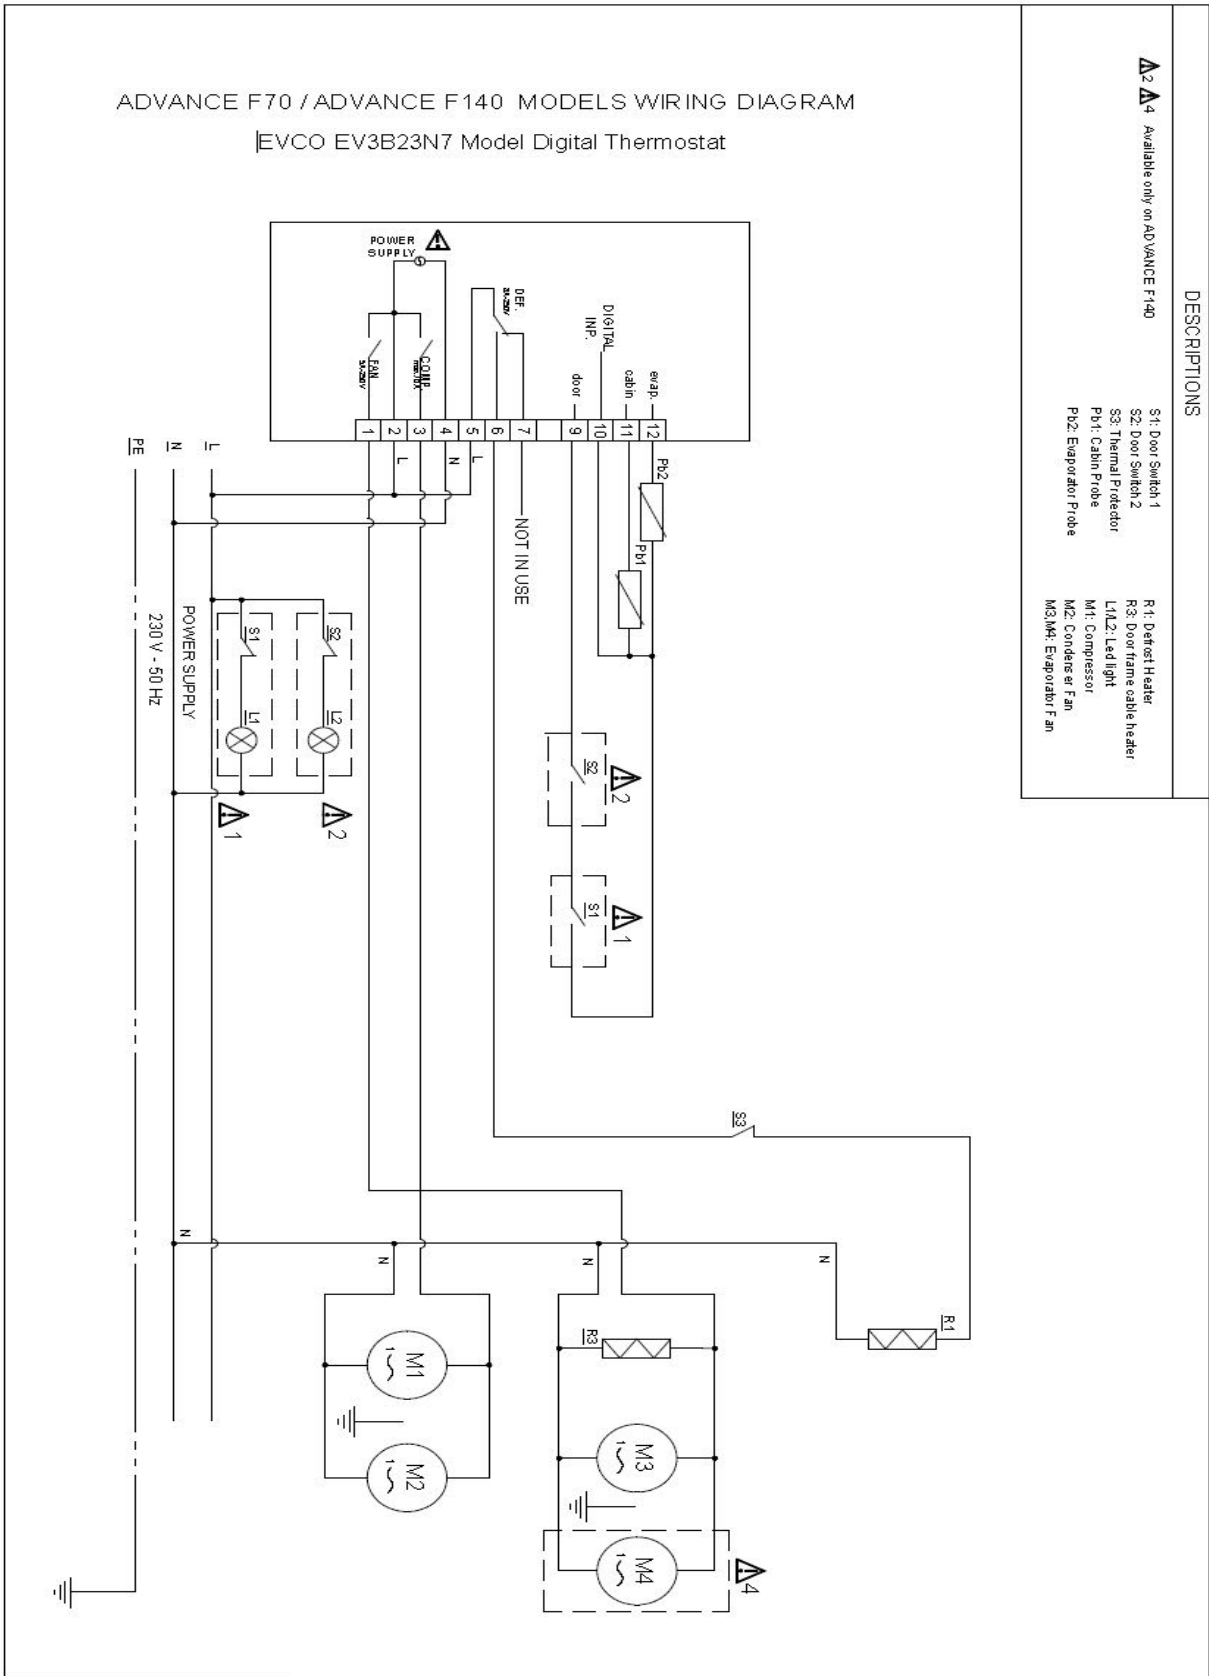 ADVANCE F70 / ADVANCE F140 MODELS WIRING DIAGRAM
EVCO EV3B23N7 Model Digital Thermostat
DESCRIPTIONS
2 4 Available only on ADVANCE F140
S1: Door Switch 1
S2: Door Switch 2
S3: Thermal Protector
Pb1: Cabin Probe
Pb2: Evaporator Probe
R1: Defrost Heater
R3: Door frame cable heater
L1/L2: Led light
M1: Compressor
M2: Condenser Fan
M3,M4: Evaporator Fan
POWER
SUPPLY
FAN
COMP.
DEF.
DIGITAL
INP.
door
cabin
evap.
1 2 3 4 5 6 7 9 10 11 12
L
N
L
NOT IN USE
Pb2
Pb1
PE
N
L
POWER SUPPLY
230 V - 50 Hz
S1
L1
1
S2
L2
2
S2
2
S1
1
S3
N
N
N
N
R1
R3
M1
1
M2
1
M3
1
M4
1
4